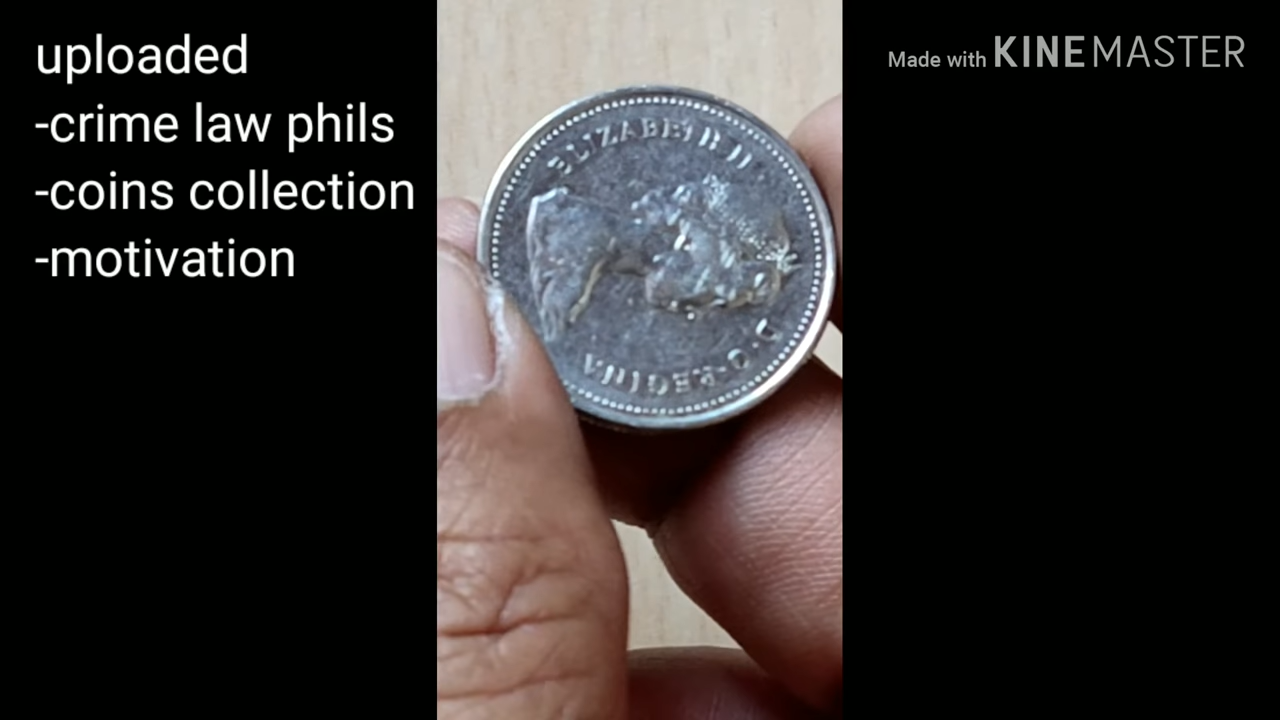 uploaded
-crime law phils
-coins collection
-motivation
Made with KINEMASTER
ELIZABETH II
D·G·REGINA